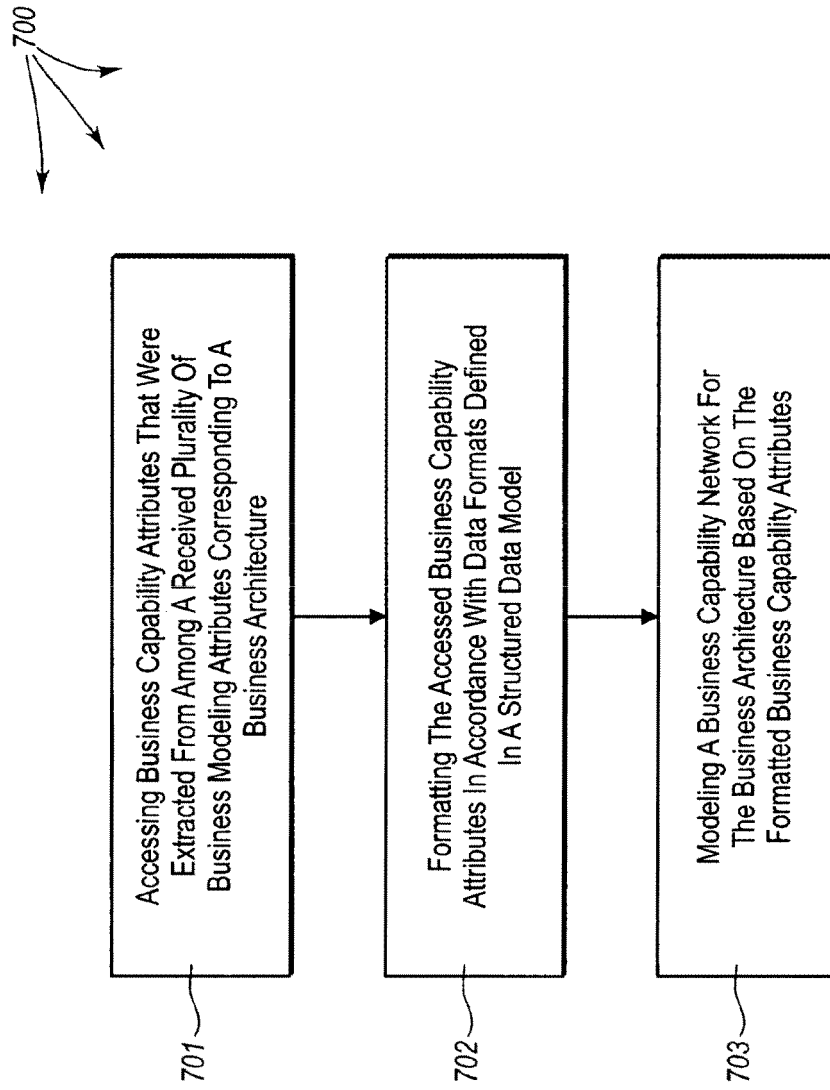 700
701
Accessing Business Capability Attributes That Were
Extracted From Among A Received Plurality Of
Business Modeling Attributes Corresponding To A
Business Architecture
702
Formatting The Accessed Business Capability
Attributes In Accordance With Data Formats Defined
In A Structured Data Model
703
Modeling A Business Capability Network For
The Business Architecture Based On The
Formatted Business Capability Attributes